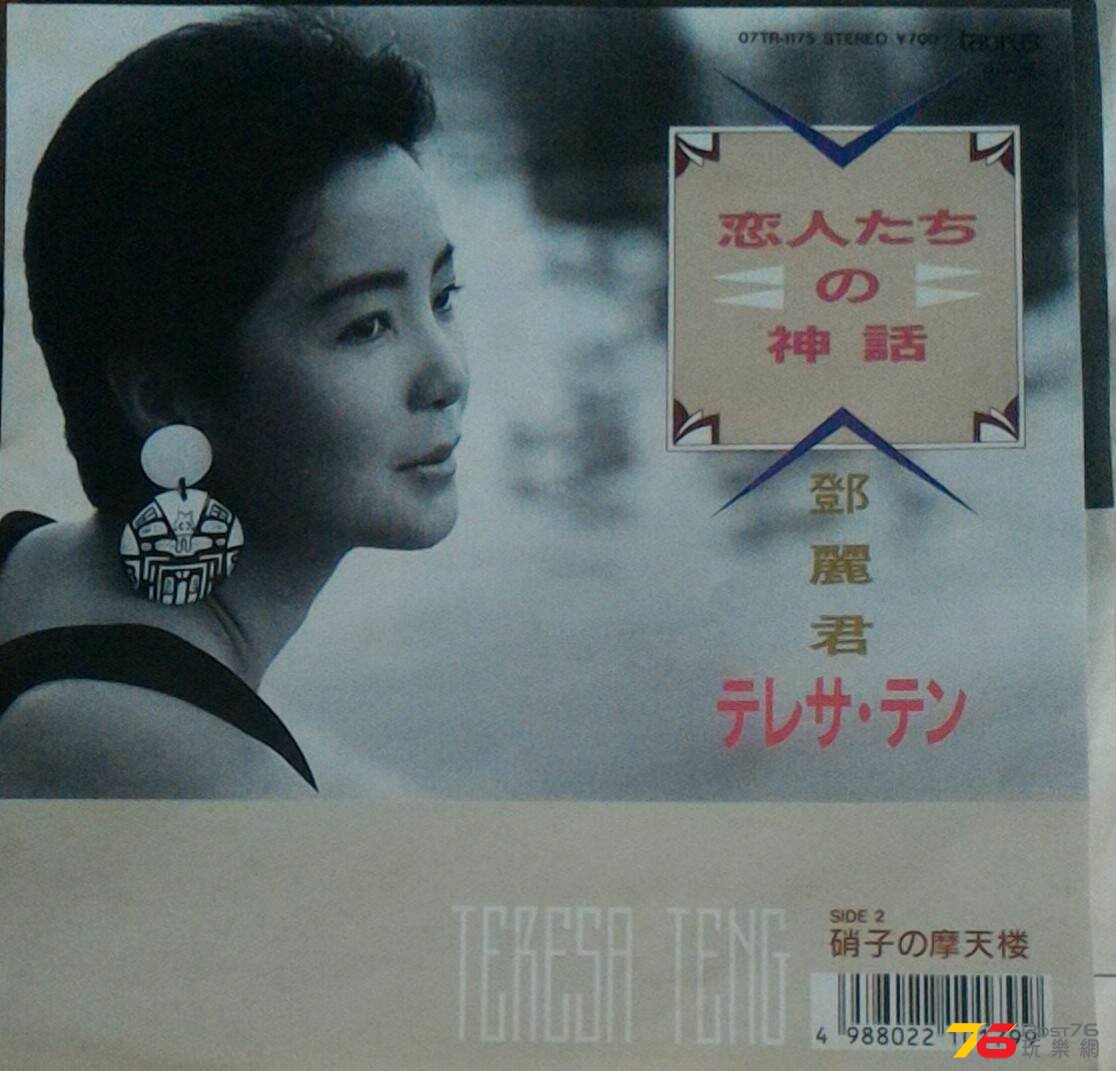 07TR-1175 STEREO ¥700 taurus
恋人たち
の
神話
鄧
麗
君
テレサ・テン
TERESA TENG
SIDE 2
硝子の摩天楼
4 988022
76 POST76
玩樂網